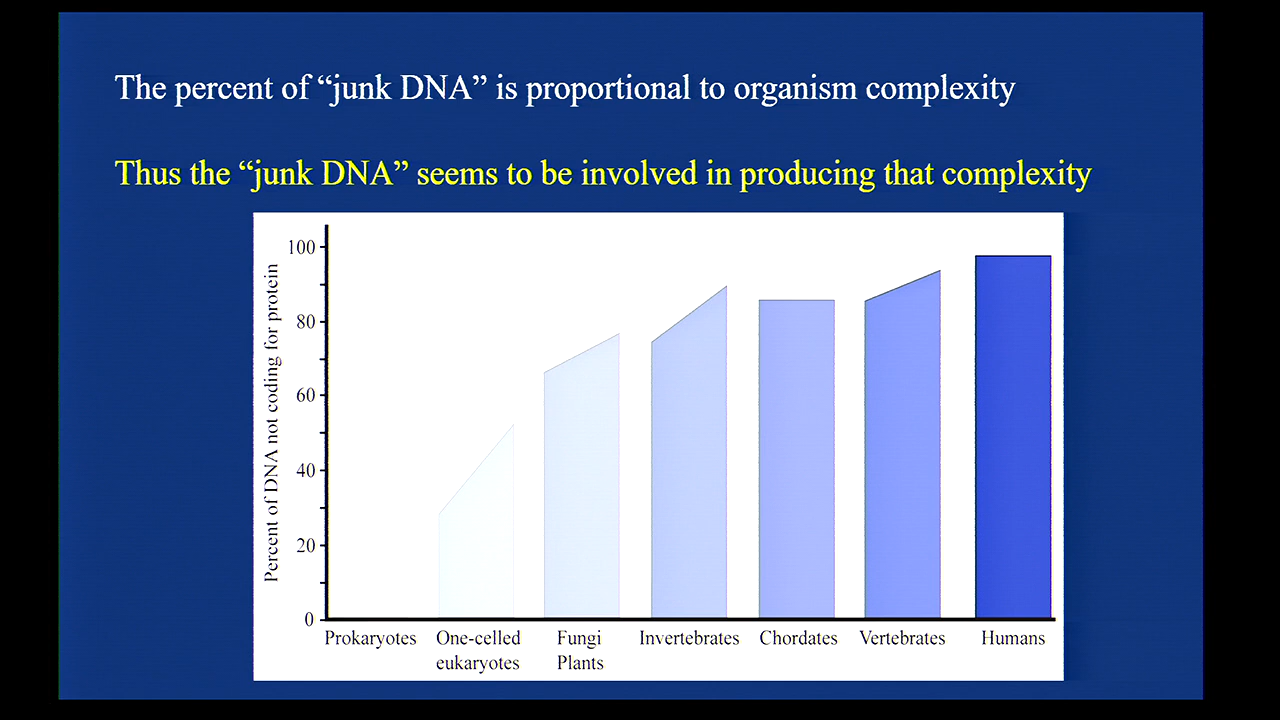 The percent of “junk DNA” is proportional to organism complexity
Thus the “junk DNA” seems to be involved in producing that complexity
Percent of DNA not coding for protein
100
80
60
40
20
0
Prokaryotes
One-celled
eukaryotes
Fungi
Plants
Invertebrates
Chordates
Vertebrates
Humans